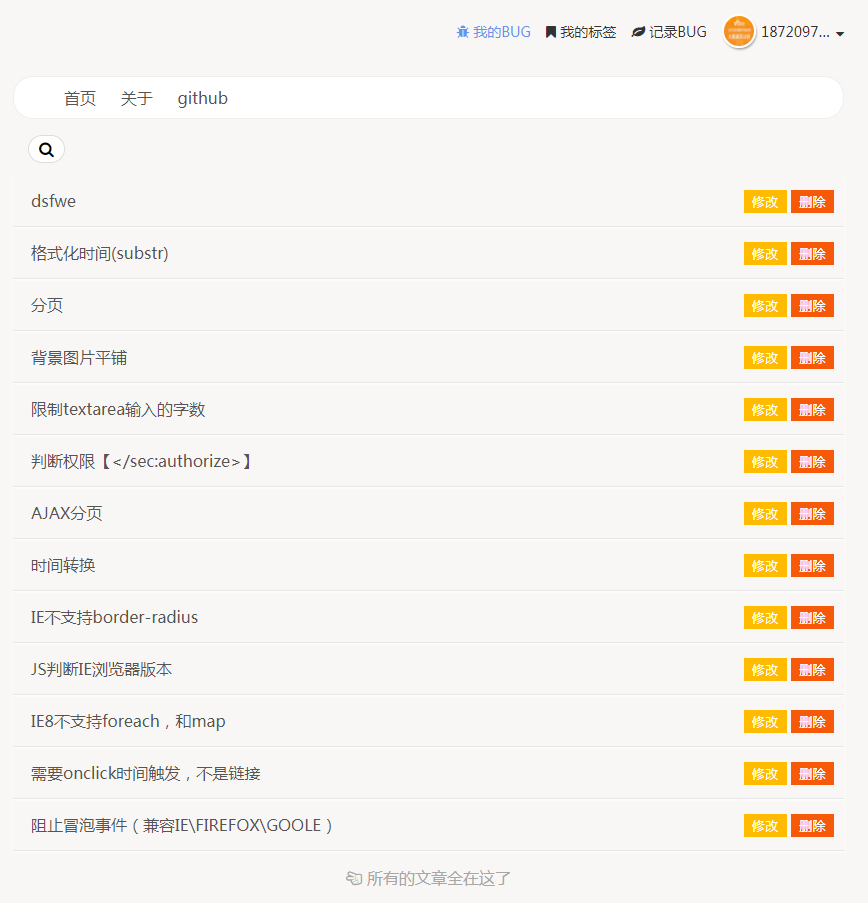 我的BUG 我的标签 记录BUG 1872097...
首页 关于 github
dsfwe 修改 删除
格式化时间(substr) 修改 删除
分页 修改 删除
背景图片平铺 修改 删除
限制textarea输入的字数 修改 删除
判断权限【</sec:authorize>】 修改 删除
AJAX分页 修改 删除
时间转换 修改 删除
IE不支持border-radius 修改 删除
JS判断IE浏览器版本 修改 删除
IE8不支持foreach，和map 修改 删除
需要onclick时间触发，不是链接 修改 删除
阻止冒泡事件（兼容IE\FIREFOX\GOOLE） 修改 删除
所有的文章全在这了